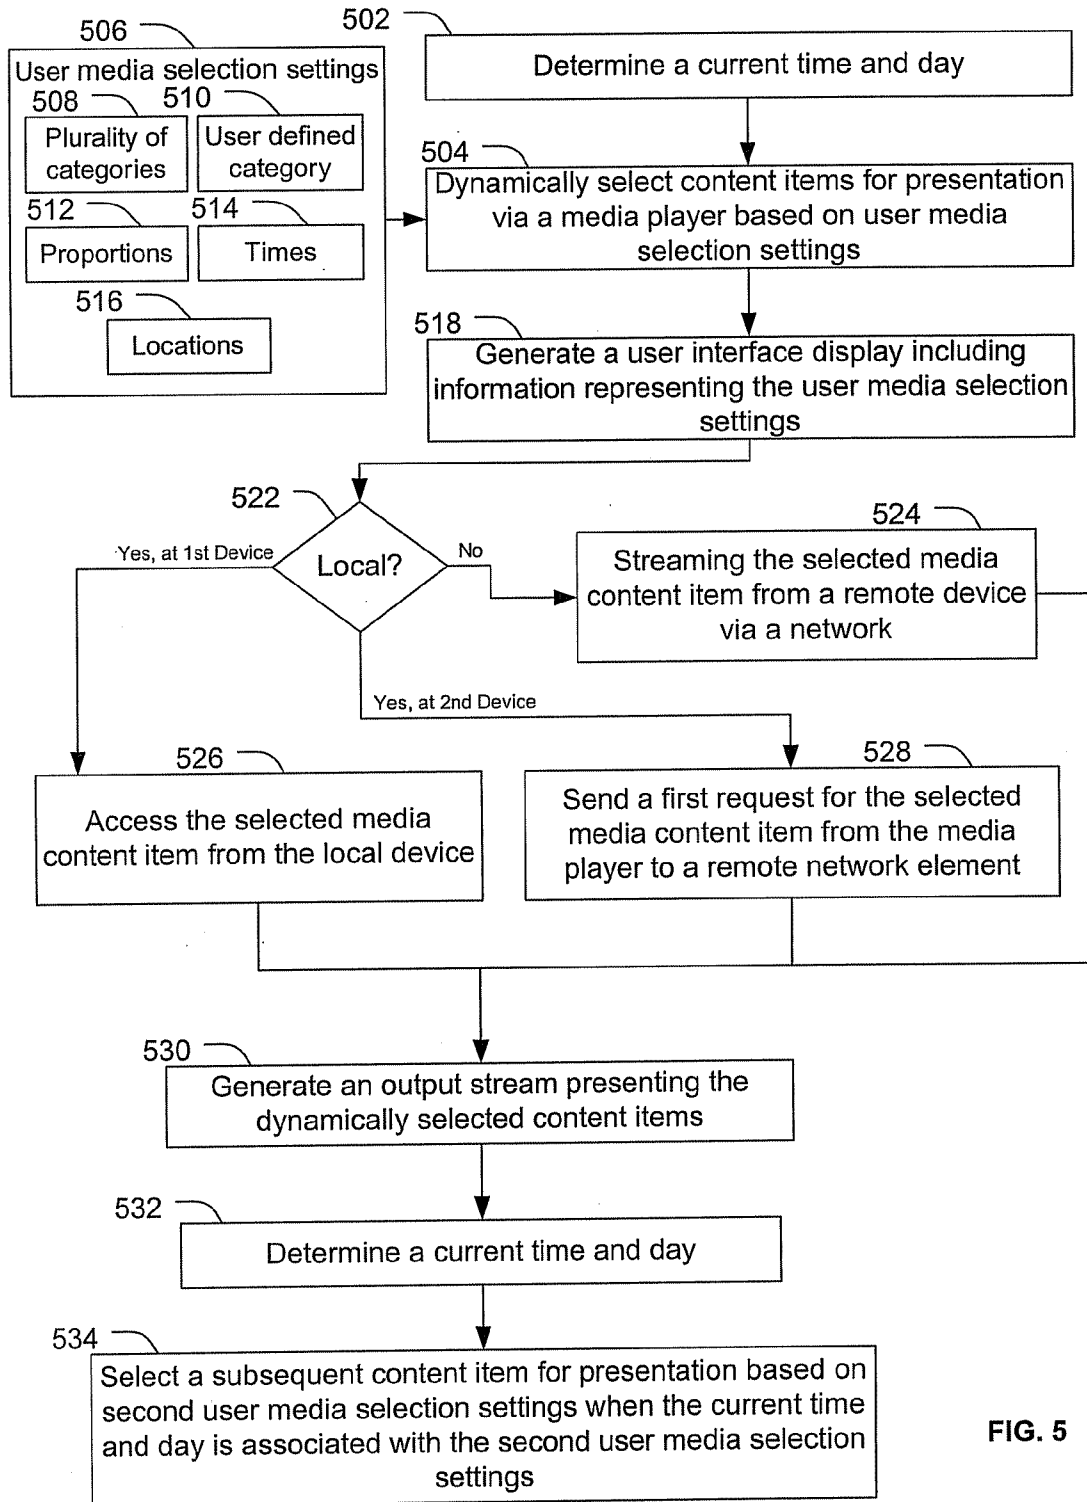 502
Determine a current time and day
506
User media selection settings
508
Plurality of
categories
510
User defined
category
512
Proportions
514
Times
516
Locations
504
Dynamically select content items for presentation
via a media player based on user media
selection settings
518
Generate a user interface display including
information representing the user media selection
settings
522
Local?
Yes, at 1st Device
No
Yes, at 2nd Device
524
Streaming the selected media
content item from a remote device
via a network
526
Access the selected media
content item from the local device
528
Send a first request for the selected
media content item from the media
player to a remote network element
530
Generate an output stream presenting the
dynamically selected content items
532
Determine a current time and day
534
Select a subsequent content item for presentation based on
second user media selection settings when the current time
and day is associated with the second user media selection
settings
FIG. 5